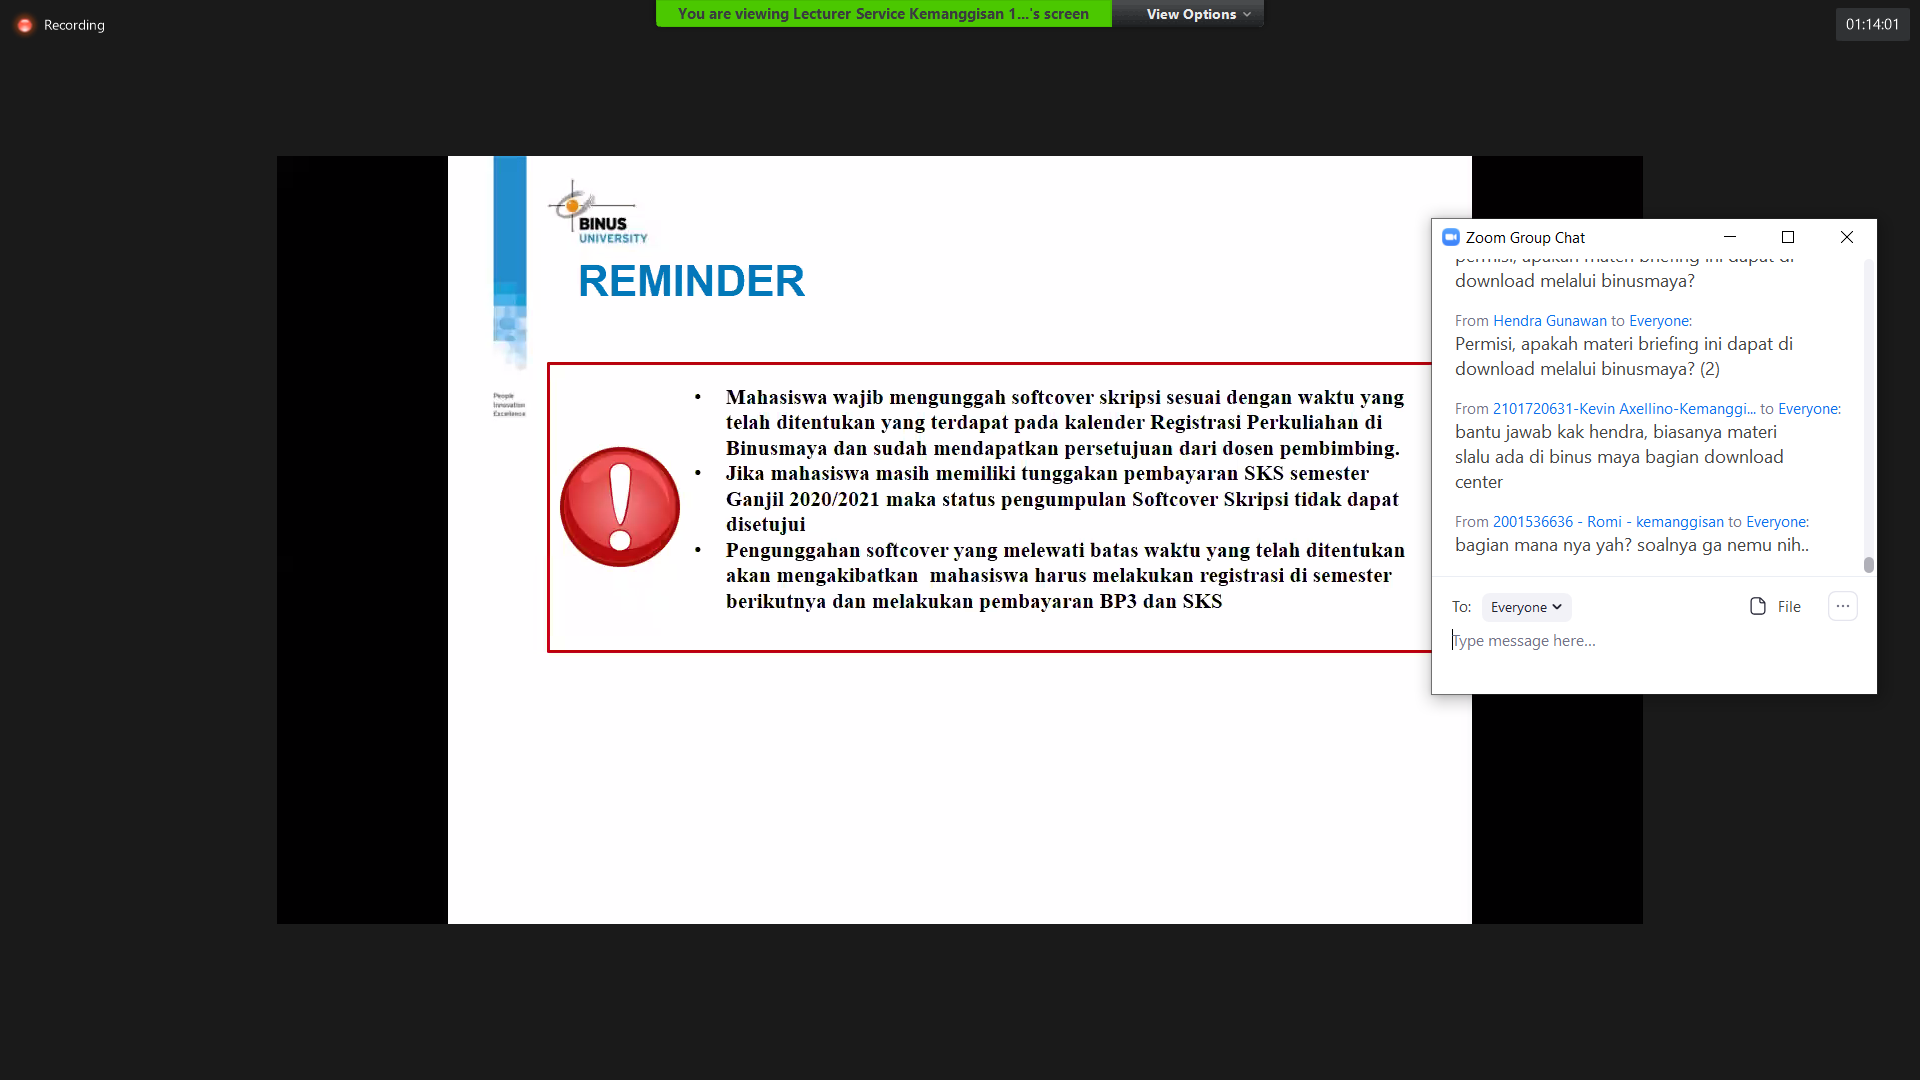 Recording
You are viewing Lecturer Service Kemanggisan 1...'s screen
View Options
01:14:01
BINUS
UNIVERSITY
REMINDER
People
Innovation
Excellence
• Mahasiswa wajib mengunggah softcover skripsi sesuai dengan waktu yang
telah ditentukan yang terdapat pada kalender Registrasi Perkuliahan di
Binusmaya dan sudah mendapatkan persetujuan dari dosen pembimbing.
• Jika mahasiswa masih memiliki tunggakan pembayaran SKS semester
Ganjil 2020/2021 maka status pengumpulan Softcover Skripsi tidak dapat
disetujui
• Pengunggahan softcover yang melewati batas waktu yang telah ditentukan
akan mengakibatkan  mahasiswa harus melakukan registrasi di semester
berikutnya dan melakukan pembayaran BP3 dan SKS
Zoom Group Chat
permisi, apakah materi briefing ini dapat di
download melalui binusmaya?
From Hendra Gunawan to Everyone:
Permisi, apakah materi briefing ini dapat di
download melalui binusmaya? (2)
From 2101720631-Kevin Axellino-Kemanggi... to Everyone:
bantu jawab kak hendra, biasanya materi
slalu ada di binus maya bagian download
center
From 2001536636 - Romi - kemanggisan to Everyone:
bagian mana nya yah? soalnya ga nemu nih..
To: Everyone
File
...
Type message here...